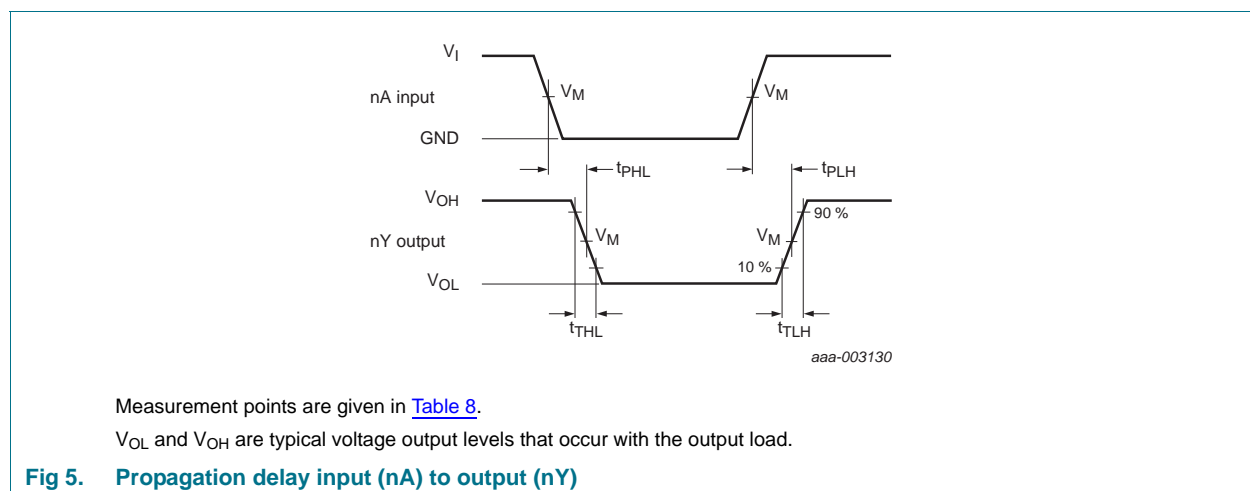 VI
nA input
VM
VM
GND
tPHL
tPLH
VOH
90 %
nY output
VM
VM
10 %
VOL
tTHL
tTLH
aaa-003130
Measurement points are given in Table 8.
VOL and VOH are typical voltage output levels that occur with the output load.
Fig 5. Propagation delay input (nA) to output (nY)